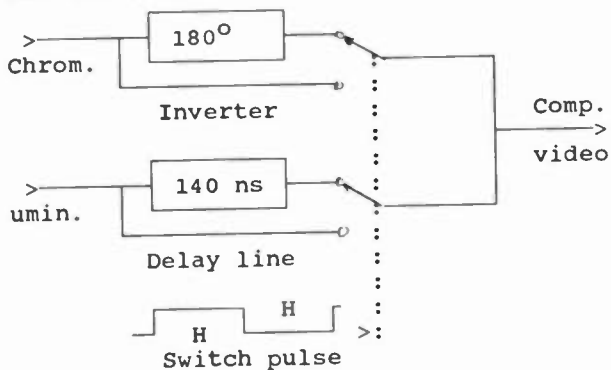 180°
Chrom.
Inverter
Comp.
video
140 ns
umin.
Delay line
H
H
Switch pulse